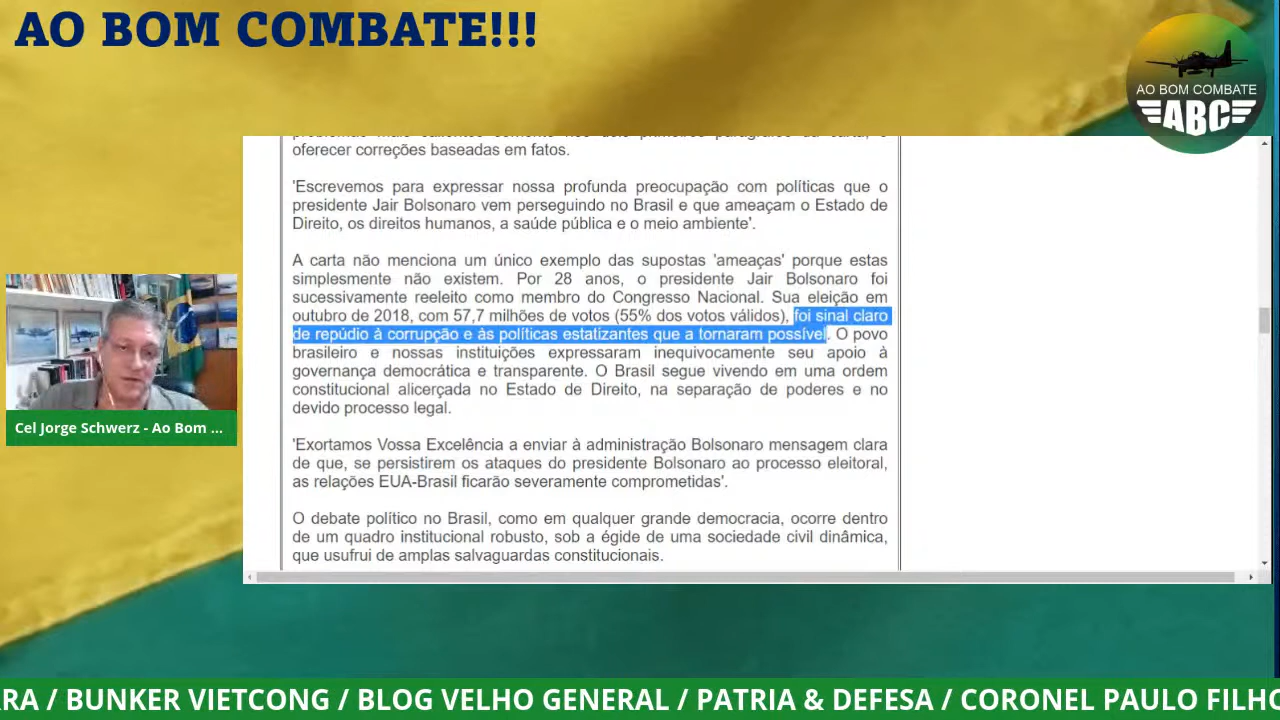 AO BOM COMBATE!!!
AO BOM COMBATE
ABC
problemas mais salientes somente nos dois primeiros parágrafos da carta, e
oferecer correções baseadas em fatos.
'Escrevemos para expressar nossa profunda preocupação com políticas que o
presidente Jair Bolsonaro vem perseguindo no Brasil e que ameaçam o Estado de
Direito, os direitos humanos, a saúde pública e o meio ambiente'.
A carta não menciona um único exemplo das supostas 'ameaças' porque estas
simplesmente não existem. Por 28 anos, o presidente Jair Bolsonaro foi
sucessivamente reeleito como membro do Congresso Nacional. Sua eleição em
outubro de 2018, com 57,7 milhões de votos (55% dos votos válidos), foi sinal claro
de repúdio à corrupção e às políticas estatizantes que a tornaram possível. O povo
brasileiro e nossas instituições expressaram inequivocamente seu apoio à
governança democrática e transparente. O Brasil segue vivendo em uma ordem
constitucional alicerçada no Estado de Direito, na separação de poderes e no
devido processo legal.
'Exortamos Vossa Excelência a enviar à administração Bolsonaro mensagem clara
de que, se persistirem os ataques do presidente Bolsonaro ao processo eleitoral,
as relações EUA-Brasil ficarão severamente comprometidas'.
O debate político no Brasil, como em qualquer grande democracia, ocorre dentro
de um quadro institucional robusto, sob a égide de uma sociedade civil dinâmica,
que usufrui de amplas salvaguardas constitucionais.
Cel Jorge Schwerz - Ao Bom ...
RA / BUNKER VIETCONG / BLOG VELHO GENERAL / PATRIA & DEFESA / CORONEL PAULO FILHO